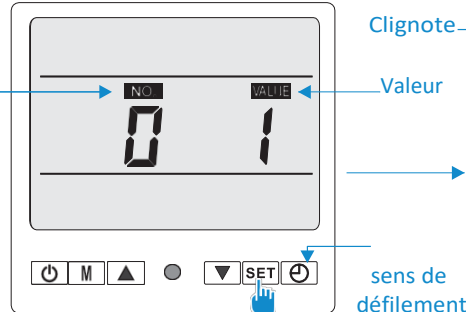 Clignote
NO
VALUE
Valeur
0
1
M
SET
sens de
défilement